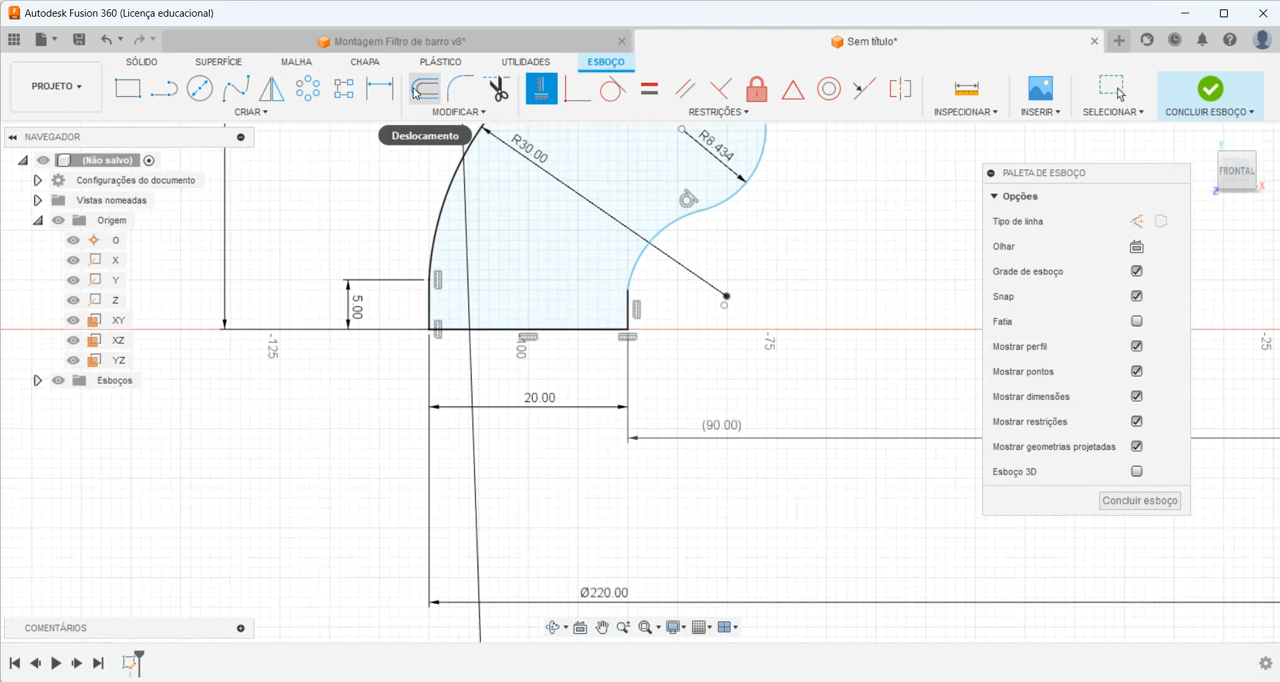 Autodesk Fusion 360 (Licença educacional)
Montagem Filtro de barro v8*
Sem título*
PROJETO
SÓLIDO
SUPERFÍCIE
MALHA
CHAPA
PLÁSTICO
UTILIDADES
ESBOÇO
CRIAR
MODIFICAR
RESTRIÇÕES
INSPECIONAR
INSERIR
SELECIONAR
CONCLUIR ESBOÇO
Deslocamento
NAVEGADOR
(Não salvo)
Configurações do documento
Vistas nomeadas
Origem
O
X
Y
Z
XY
XZ
YZ
Esboços
R30.00
R8.434
5.00
-125
100
-75
-25
20.00
(90.00)
Ø220.00
Y
FRONTAL
X
Z
PALETA DE ESBOÇO
Opções
Tipo de linha
Olhar
Grade de esboço
Snap
Fatia
Mostrar perfil
Mostrar pontos
Mostrar dimensões
Mostrar restrições
Mostrar geometrias projetadas
Esboço 3D
Concluir esboço
COMENTÁRIOS